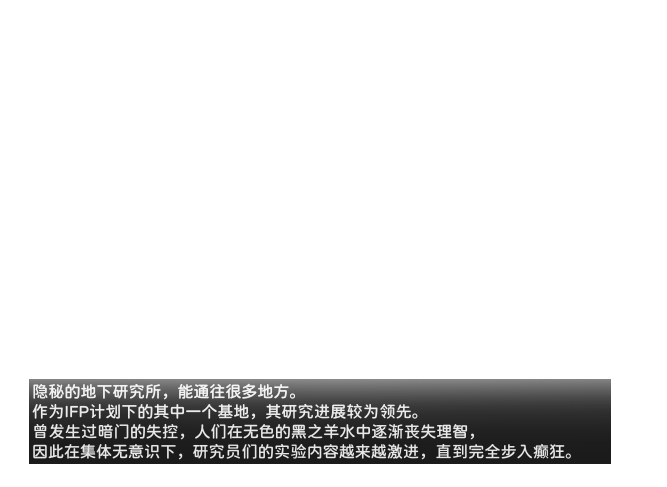 隐秘的地下研究所，能通往很多地方。
作为IFP计划下的其中一个基地，其研究进展较为领先。
曾发生过暗门的失控，人们在无色的黑之羊水中逐渐丧失理智，
因此在集体无意识下，研究员们的实验内容越来越激进，直到完全步入癫狂。